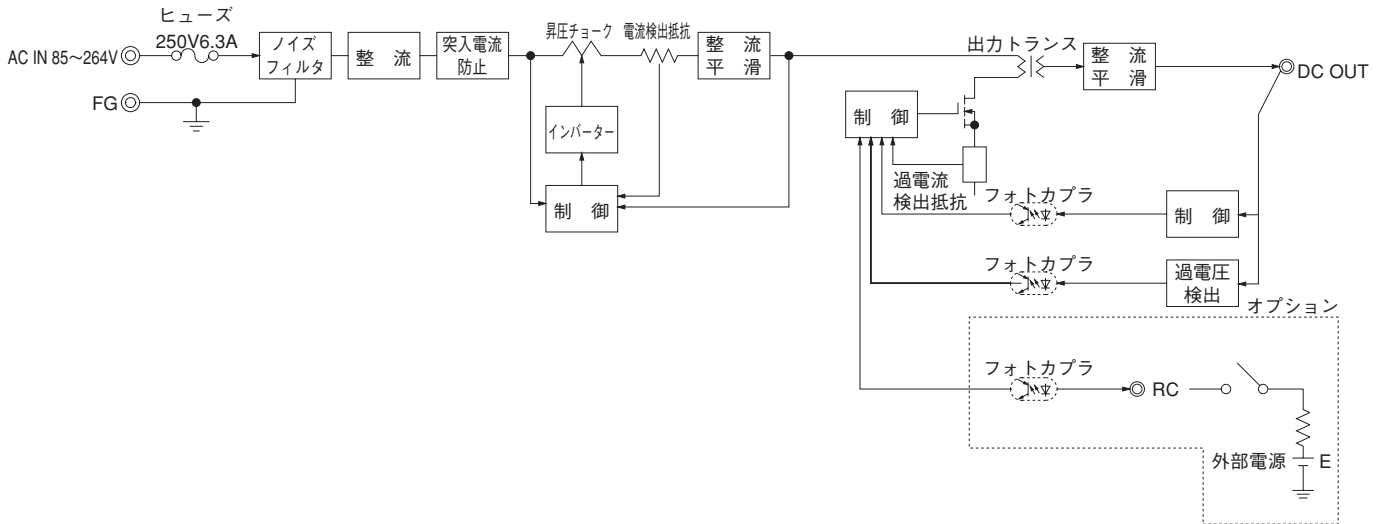 ヒューズ
250V6.3A
AC IN 85~264V
FG
ノイズ
フィルタ
整 流
突入電流
防止
昇圧チョーク
電流検出抵抗
整 流
平 滑
インバーター
制 御
出力トランス
整 流
平 滑
DC OUT
制 御
過電流
検出抵抗
フォトカプラ
制 御
フォトカプラ
過電圧
検出
オプション
フォトカプラ
RC
外部電源
E